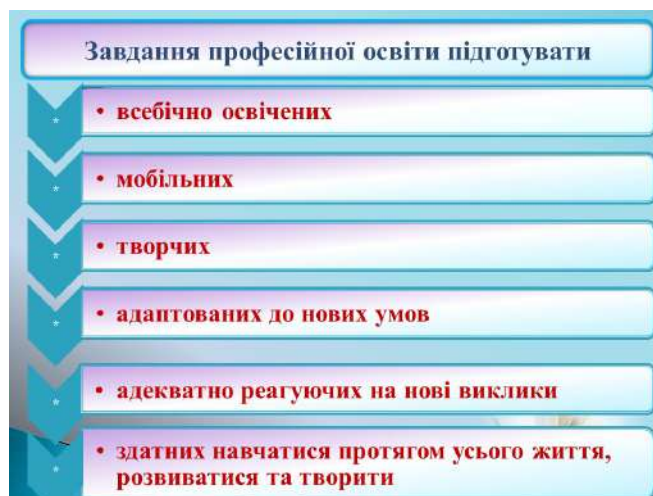 Завдання професійної освіти підготувати
* • всебічно освічених
* • мобільних
* • творчих
* • адаптованих до нових умов
* • адекватно реагуючих на нові виклики
* • здатних навчатися протягом усього життя,
розвиватися та творити